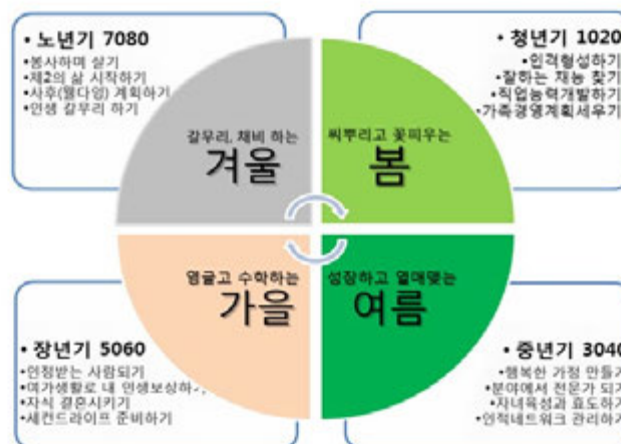 • 노년기 7080
•봉사하며 살기
•제2의 삶 시작하기
•사후(웰다잉) 계획하기
•인생 갈무리 하기
• 청년기 1020
•인격형성하기
•잘하는 재능 찾기
•직업능력개발하기
•가족경영계획세우기
갈무리, 채비 하는
겨울
씨뿌리고 꽃피우는
봄
영글고 수확하는
가을
성장하고 열매맺는
여름
• 장년기 5060
•인정받는 사람되기
•여가생활로 내 인생보상하기
•자식 결혼시키기
•세컨드라이프 준비하기
• 중년기 3040
•행복한 가정 만들기
•분야에서 전문가 되기
•자녀육성과 효도하기
•인적네트워크 관리하기